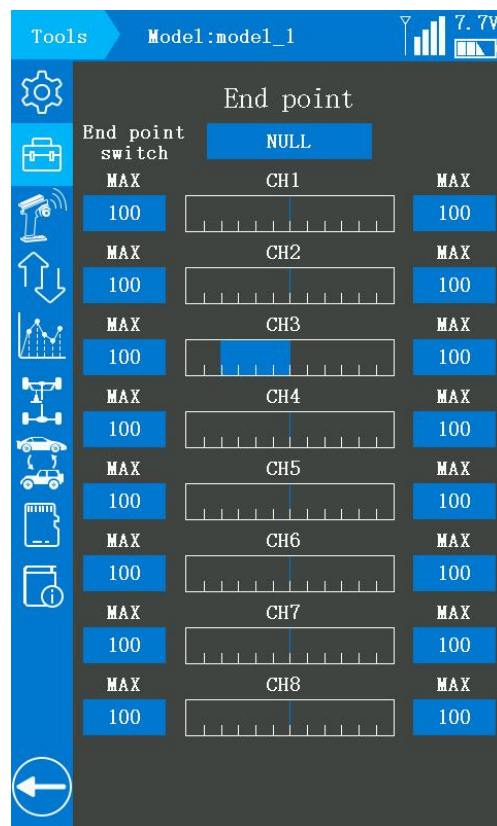 Tools Model:model_1 7.7V
End point
End point switch NULL
MAX CH1 MAX
100 100
MAX CH2 MAX
100 100
MAX CH3 MAX
100 100
MAX CH4 MAX
100 100
MAX CH5 MAX
100 100
MAX CH6 MAX
100 100
MAX CH7 MAX
100 100
MAX CH8 MAX
100 100